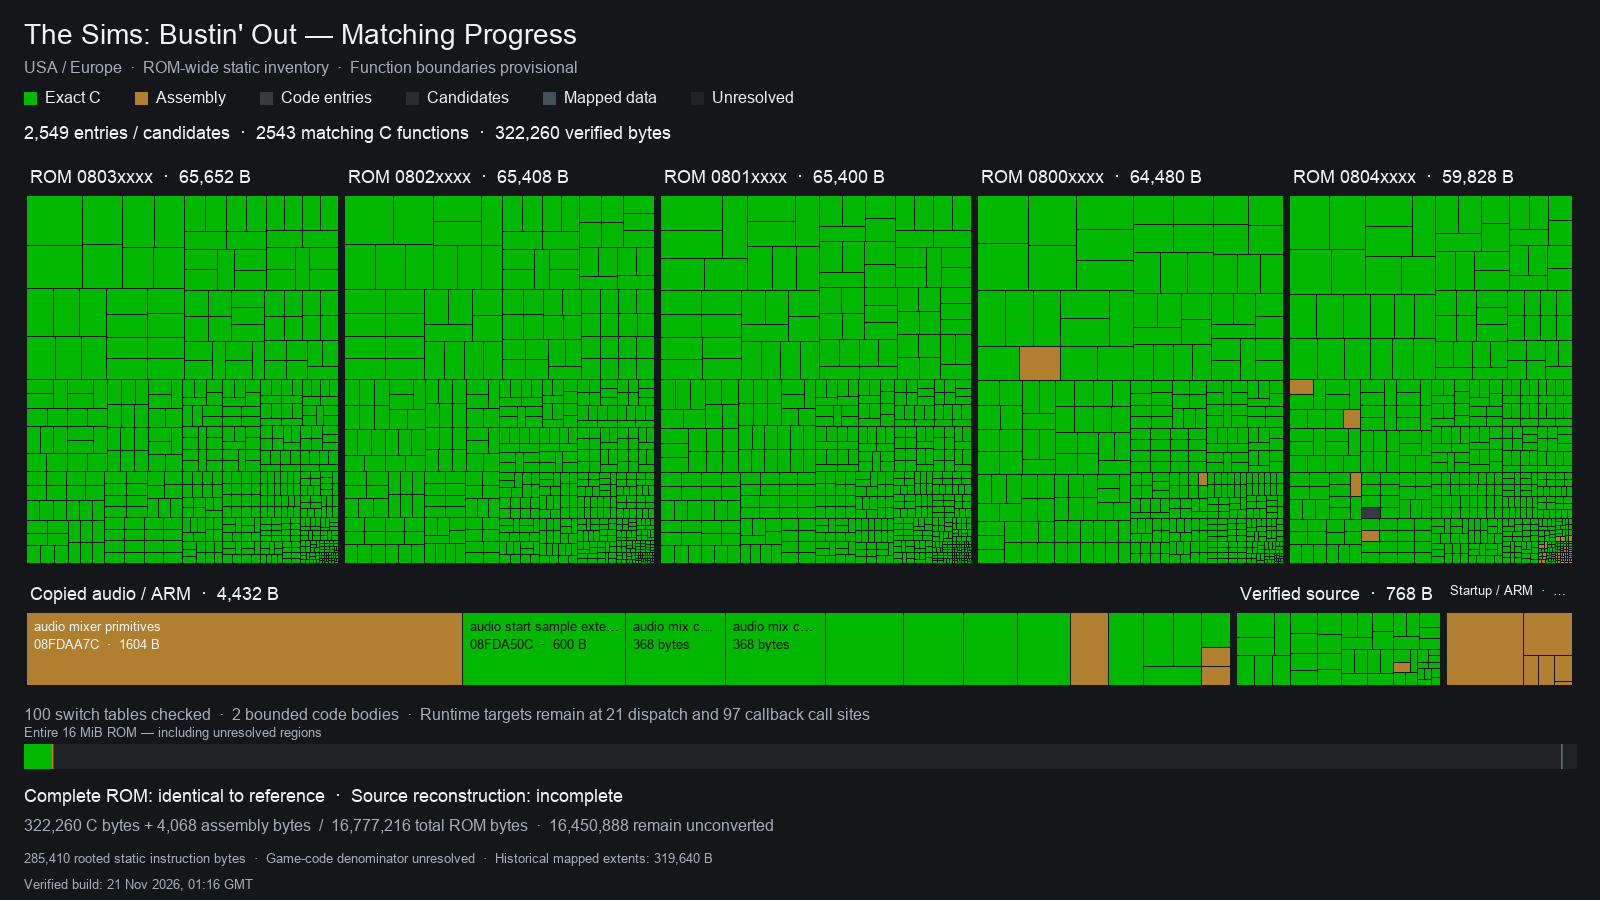 The Sims: Bustin' Out — Matching Progress
USA / Europe · ROM-wide static inventory · Function boundaries provisional
Exact C Assembly Code entries Candidates Mapped data Unresolved
2,549 entries / candidates · 2543 matching C functions · 322,260 verified bytes
ROM 0803xxxx · 65,652 B ROM 0802xxxx · 65,408 B ROM 0801xxxx · 65,400 B ROM 0800xxxx · 64,480 B ROM 0804xxxx · 59,828 B
Copied audio / ARM · 4,432 B Verified source · 768 B Startup / ARM · …
audio mixer primitives audio start sample exte… audio mix c… audio mix c…
08FDAA7C · 1604 B 08FDA50C · 600 B 368 bytes 368 bytes
100 switch tables checked · 2 bounded code bodies · Runtime targets remain at 21 dispatch and 97 callback call sites
Entire 16 MiB ROM — including unresolved regions
Complete ROM: identical to reference · Source reconstruction: incomplete
322,260 C bytes + 4,068 assembly bytes / 16,777,216 total ROM bytes · 16,450,888 remain unconverted
285,410 rooted static instruction bytes · Game-code denominator unresolved · Historical mapped extents: 319,640 B
Verified build: 21 Nov 2026, 01:16 GMT